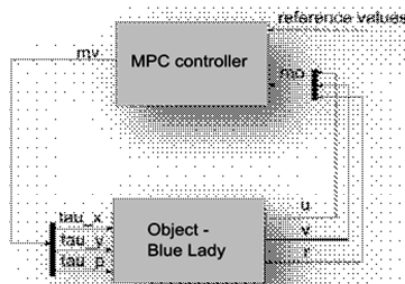 reference values
mv
MPC controller
mo
tau_x
tau_y
tau_p
Object -
Blue Lady
u
v
r